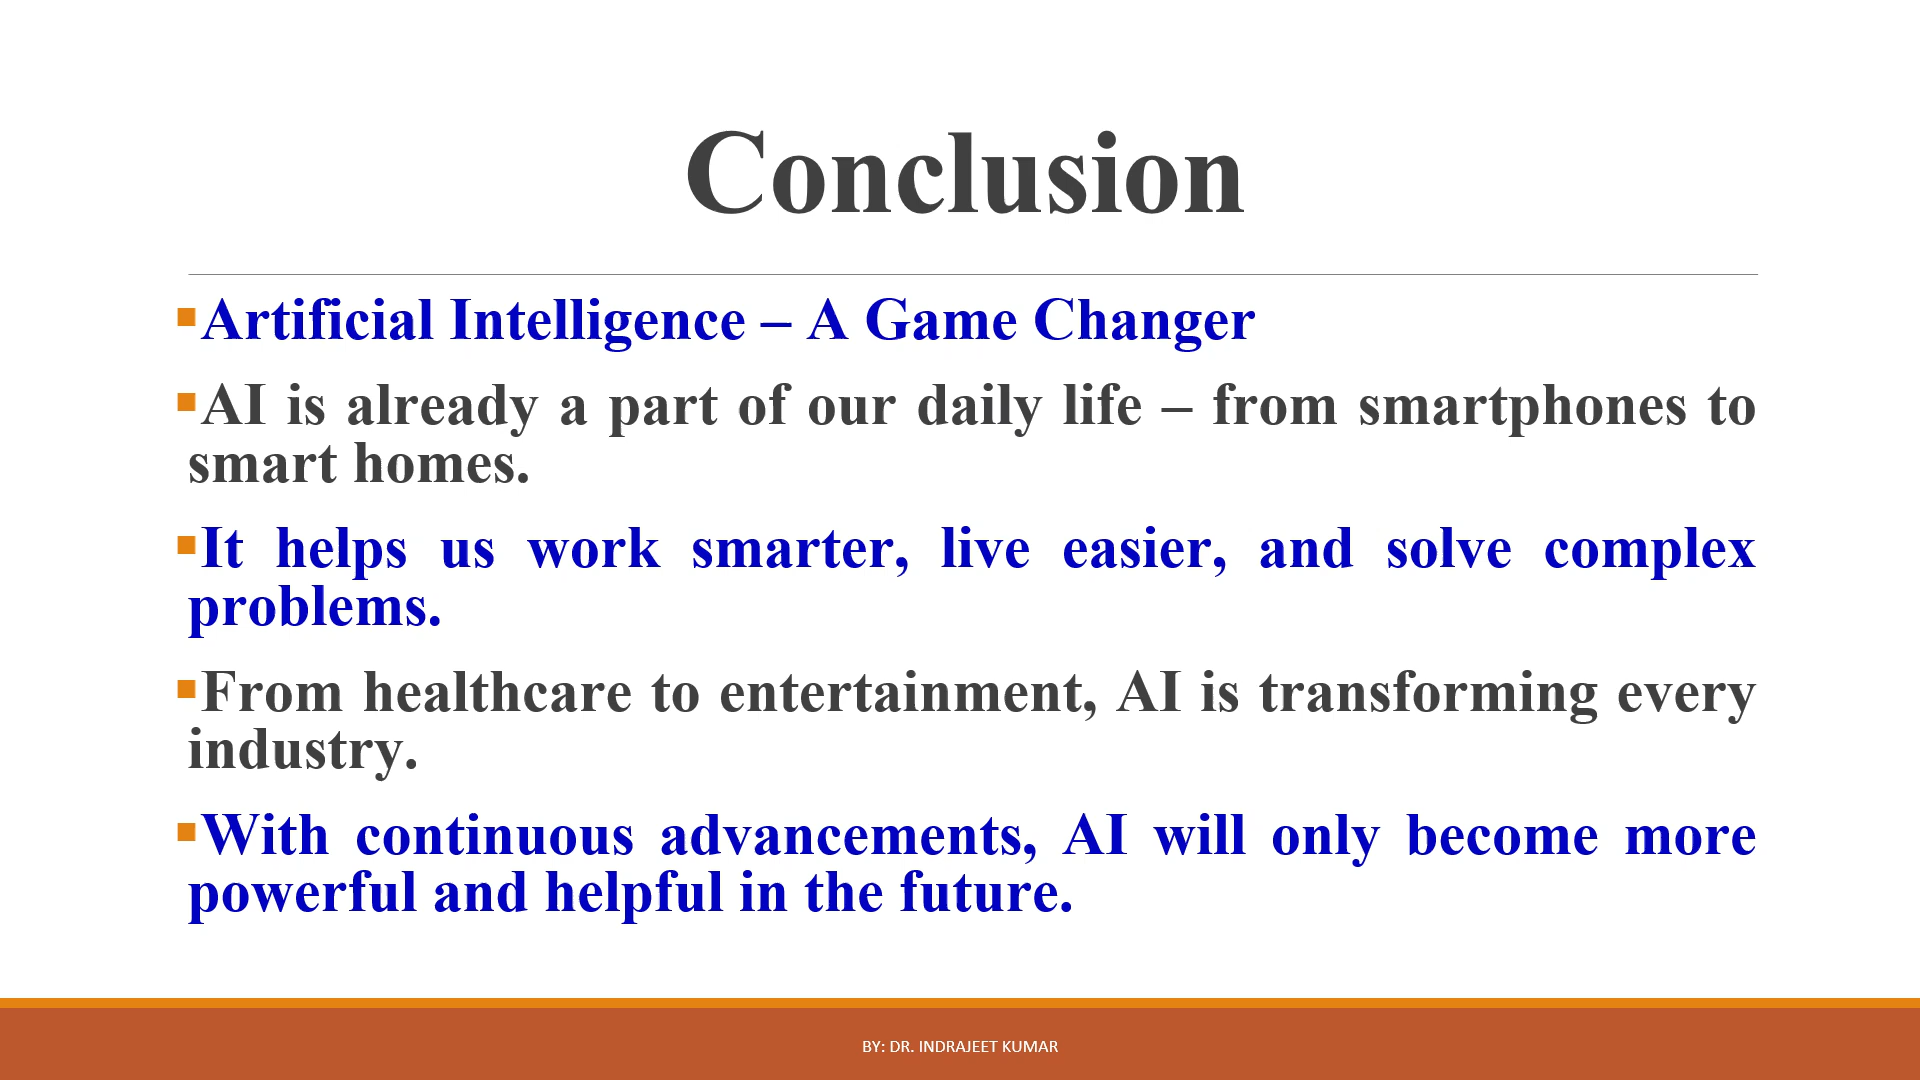 Conclusion
▪Artificial Intelligence – A Game Changer
▪AI is already a part of our daily life – from smartphones to
smart homes.
▪It helps us work smarter, live easier, and solve complex
problems.
▪From healthcare to entertainment, AI is transforming every
industry.
▪With continuous advancements, AI will only become more
powerful and helpful in the future.
BY: DR. INDRAJEET KUMAR